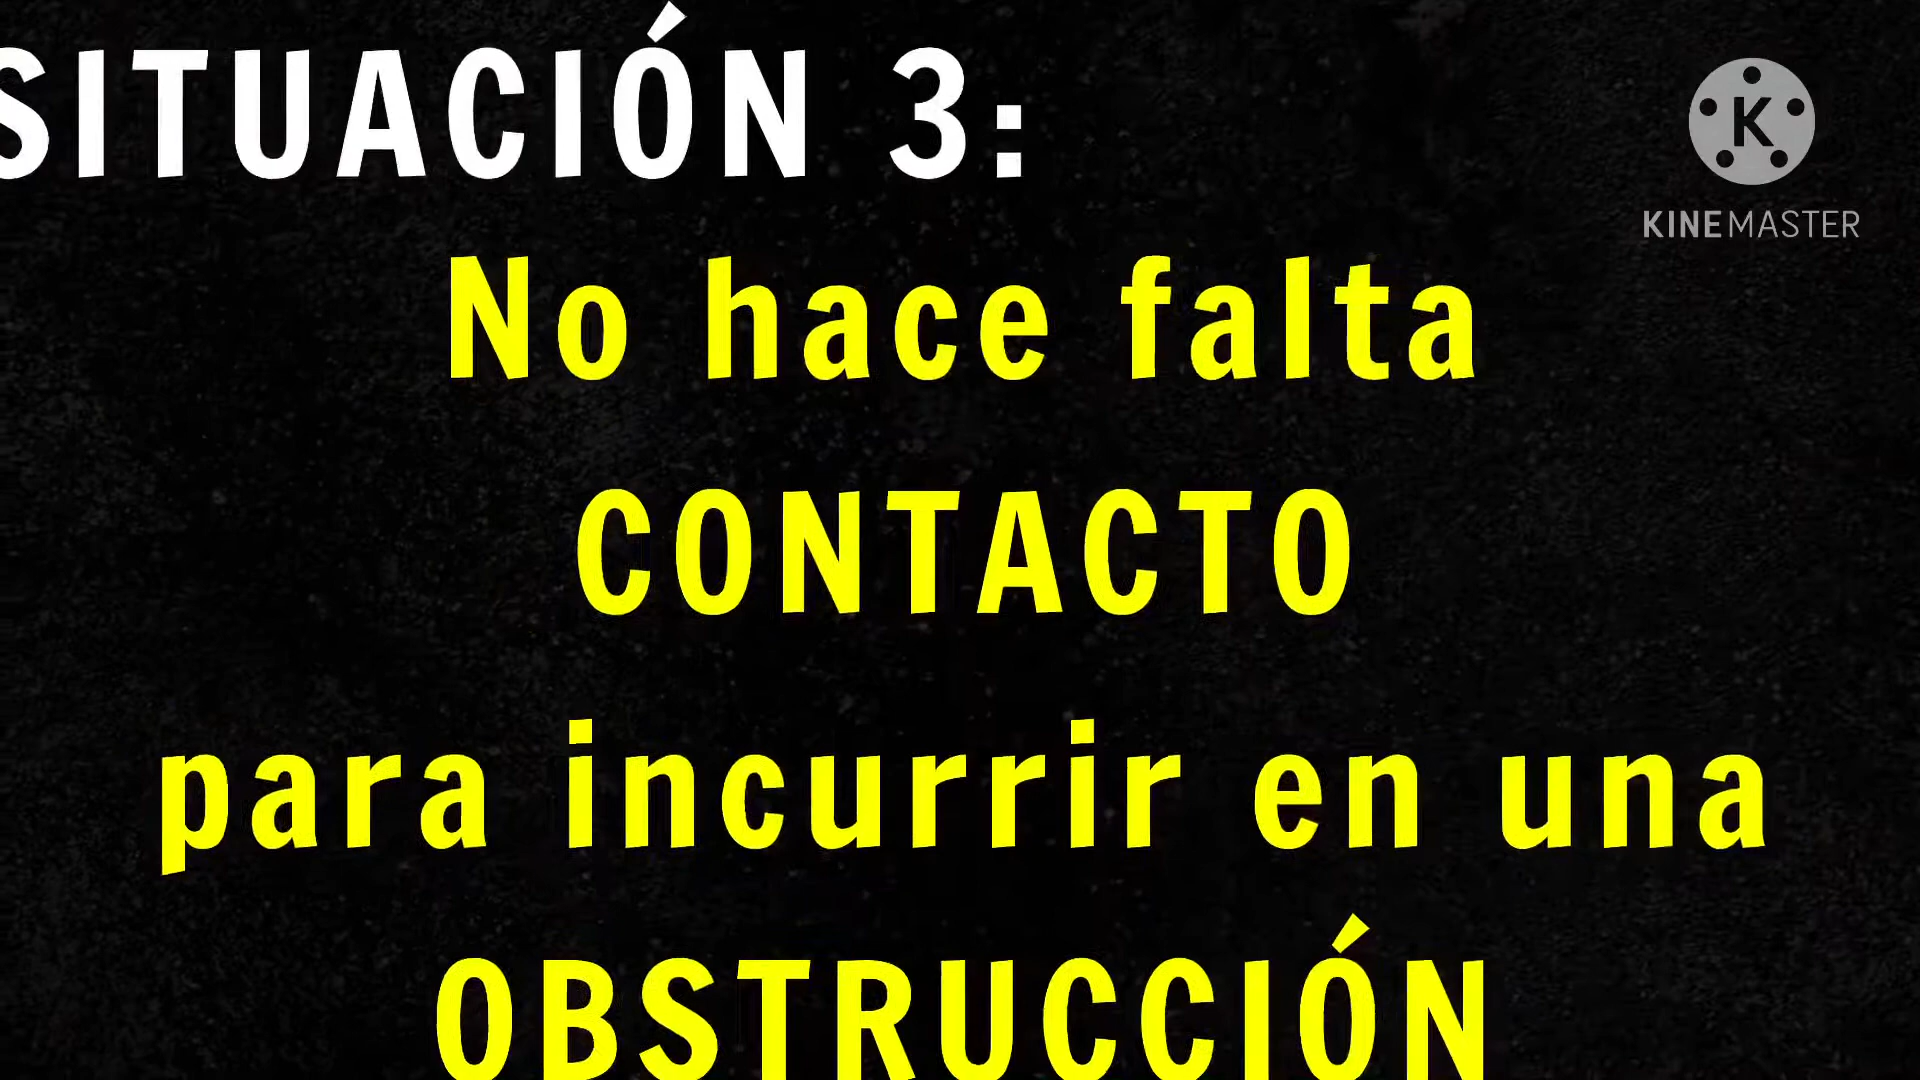 SITUACIÓN 3:
K
KINEMASTER
No hace falta
CONTACTO
para incurrir en una
OBSTRUCCIÓN